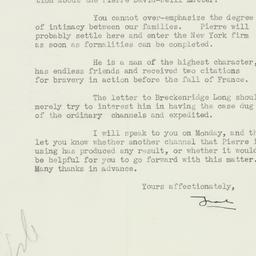 tion about the Pierre David-Weill matter.
You cannot over-emphasize the degree
of intimacy between our families. Pierre will
probably settle here and enter the New York firm
as soon as formalities can be completed.
He is a man of the highest character,
has endless friends and received two citations
for bravery in action before the fall of France.
The letter to Breckenridge Long shoul
merely try to interest him in having the case dug
of the ordinary channels and expedited.
I will speak to you on Monday, and th
let you know whether another channel that Pierre i
using has produced any result, or whether it would
be helpful for you to go forward with this matter.
Many thanks in advance.
Yours affectionately,